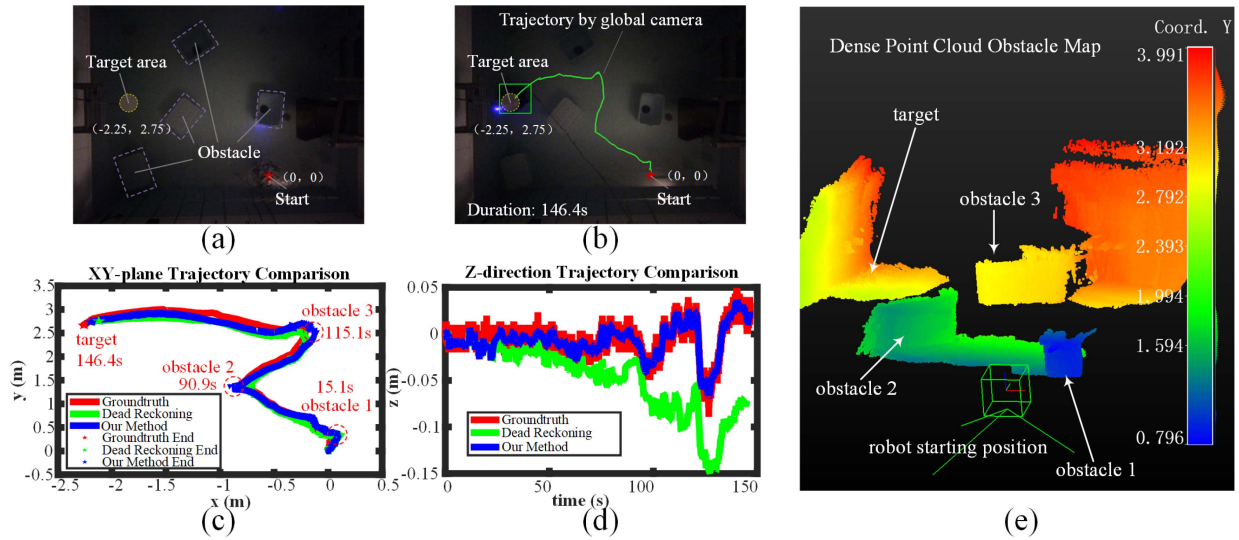 Target area
(-2.25, 2.75)
Obstacle
(0, 0)
Start
(a)
Trajectory by global camera
Target area
(-2.25, 2.75)
(0, 0)
Start
Duration: 146.4s
(b)
XY-plane Trajectory Comparison
3.5
3
2.5
2
1.5
1
0.5
0
-0.5
y (m)
obstacle 3
115.1s
target
146.4s
obstacle 2
90.9s
15.1s
obstacle 1
Groundtruth
Dead Reckoning
Our Method
Groundtruth End
Dead Reckoning End
Our Method End
-2.5
-2
-1.5
-1
-0.5
0
0.5
x (m)
(c)
Z-direction Trajectory Comparison
0.05
0
-0.05
-0.1
-0.15
z (m)
Groundtruth
Dead Reckoning
Our Method
0
50
100
150
time (s)
(d)
Coord. Y
Dense Point Cloud Obstacle Map
3.991
3.192
2.792
2.393
1.994
1.594
0.796
target
obstacle 3
obstacle 2
robot starting position
obstacle 1
(e)